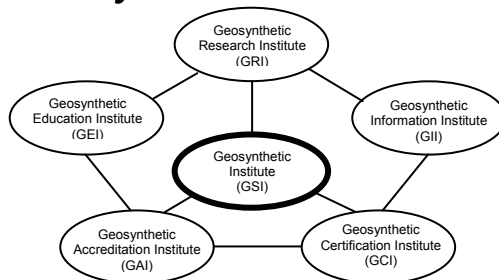 Geosynthetic
Research Institute
(GRI)
Geosynthetic
Education Institute
(GEI)
Geosynthetic
Information Institute
(GII)
Geosynthetic
Institute
(GSI)
Geosynthetic
Accreditation Institute
(GAI)
Geosynthetic
Certification Institute
(GCI)